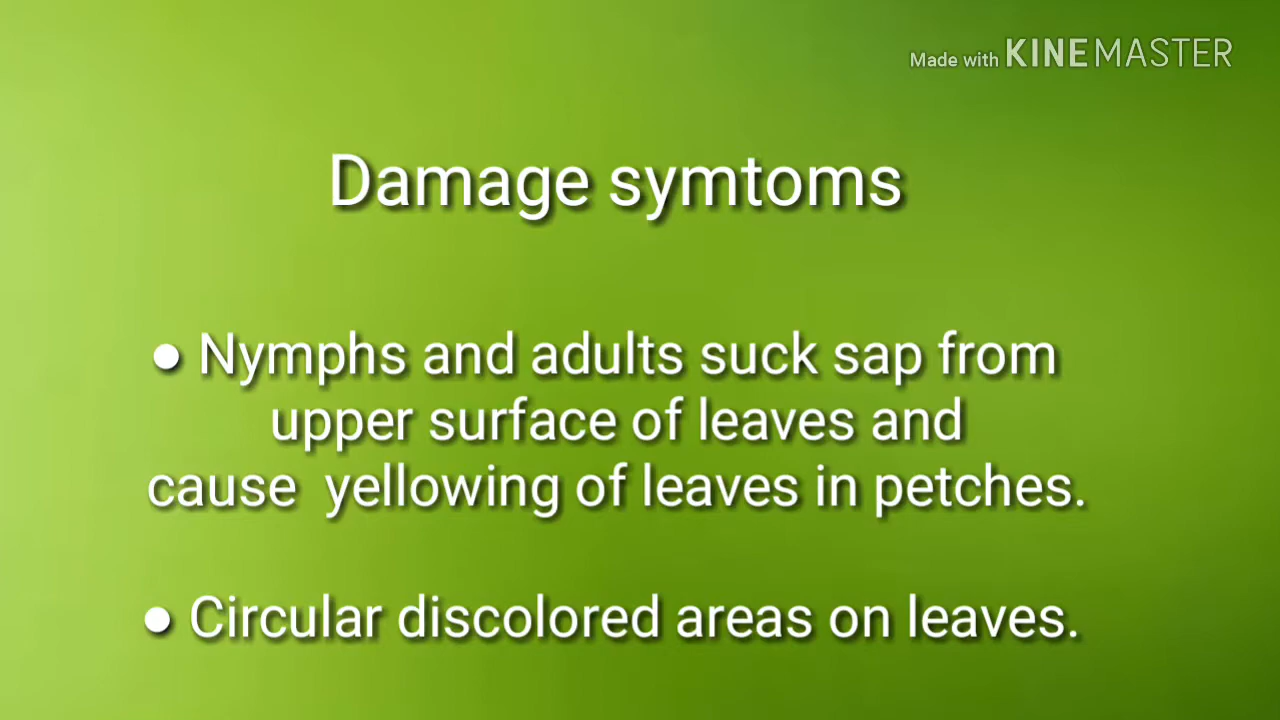 Made with KINEMASTER
Damage symtoms
● Nymphs and adults suck sap from
upper surface of leaves and
cause  yellowing of leaves in petches.
● Circular discolored areas on leaves.